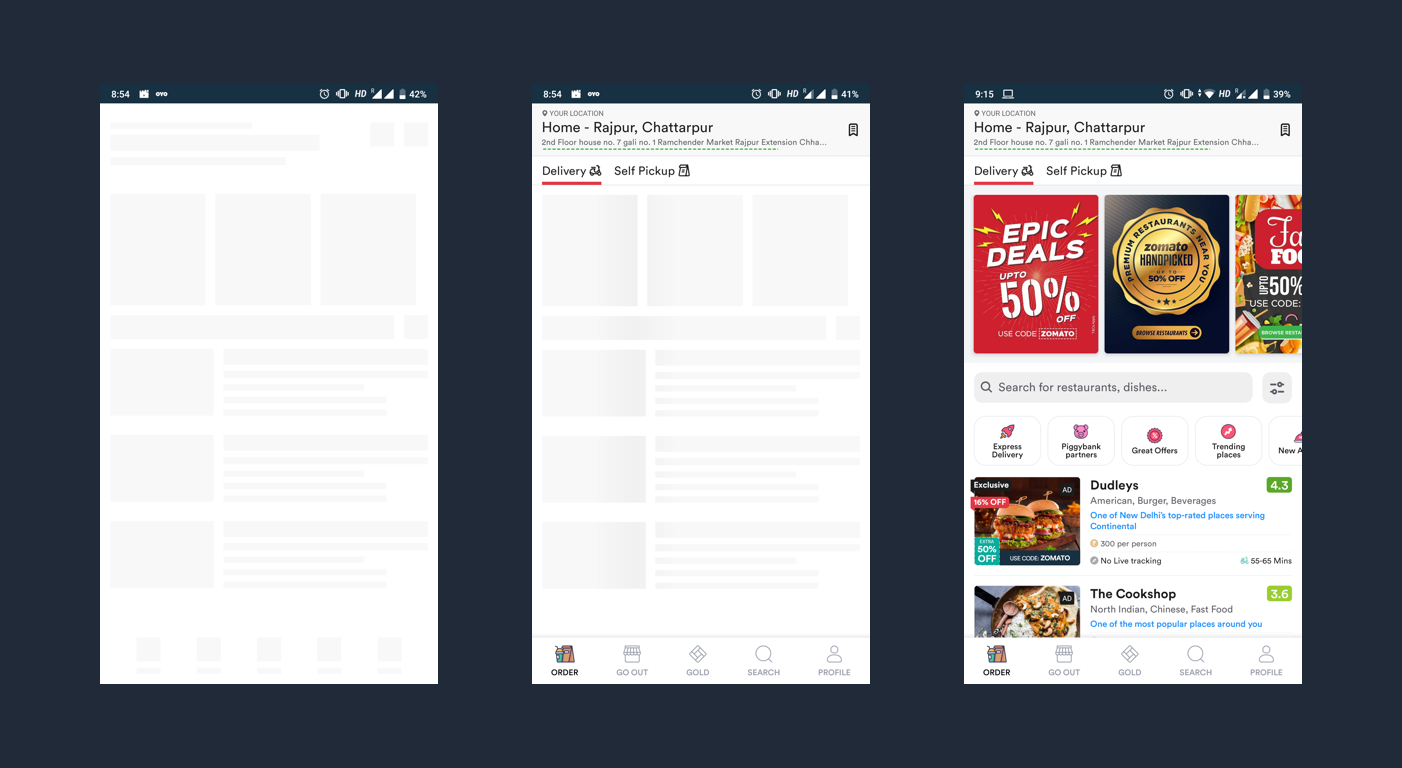 8:54
OYO
HD
R
42%
8:54
OYO
HD
R
41%
YOUR LOCATION
Home - Rajpur, Chattarpur
2nd Floor house no. 7 gali no. 1 Ramchender Market Rajpur Extension Chha...
Delivery
Self Pickup
ORDER
GO OUT
GOLD
SEARCH
PROFILE
9:15
HD
R
39%
YOUR LOCATION
Home - Rajpur, Chattarpur
2nd Floor house no. 7 gali no. 1 Ramchender Market Rajpur Extension Chha...
Delivery
Self Pickup
EPIC
DEALS
UPTO
50%
OFF
USE CODE ZOMATO
PREMIUM RESTAURANTS NEAR YOU
zomato
HANDPICKED
UP TO
50% OFF
BROWSE RESTAURANTS
Fa
FOO
UPTO
50%
USE CODE:
BROWSE RESTA
Search for restaurants, dishes...
Express
Delivery
Piggybank
partners
Great Offers
Trending
places
New A
Exclusive
AD
16% OFF
EXTRA
50%
OFF
USE CODE: ZOMATO
Dudleys
4.3
American, Burger, Beverages
One of New Delhi's top-rated places serving
Continental
300 per person
No Live tracking
55-65 Mins
AD
The Cookshop
3.6
North Indian, Chinese, Fast Food
One of the most popular places around you
ORDER
GO OUT
GOLD
SEARCH
PROFILE